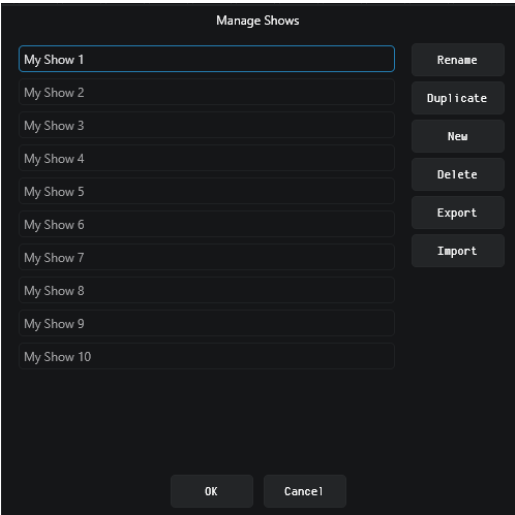 Manage Shows
My Show 1
My Show 2
My Show 3
My Show 4
My Show 5
My Show 6
My Show 7
My Show 8
My Show 9
My Show 10
Rename
Duplicate
New
Delete
Export
Import
OK
Cancel